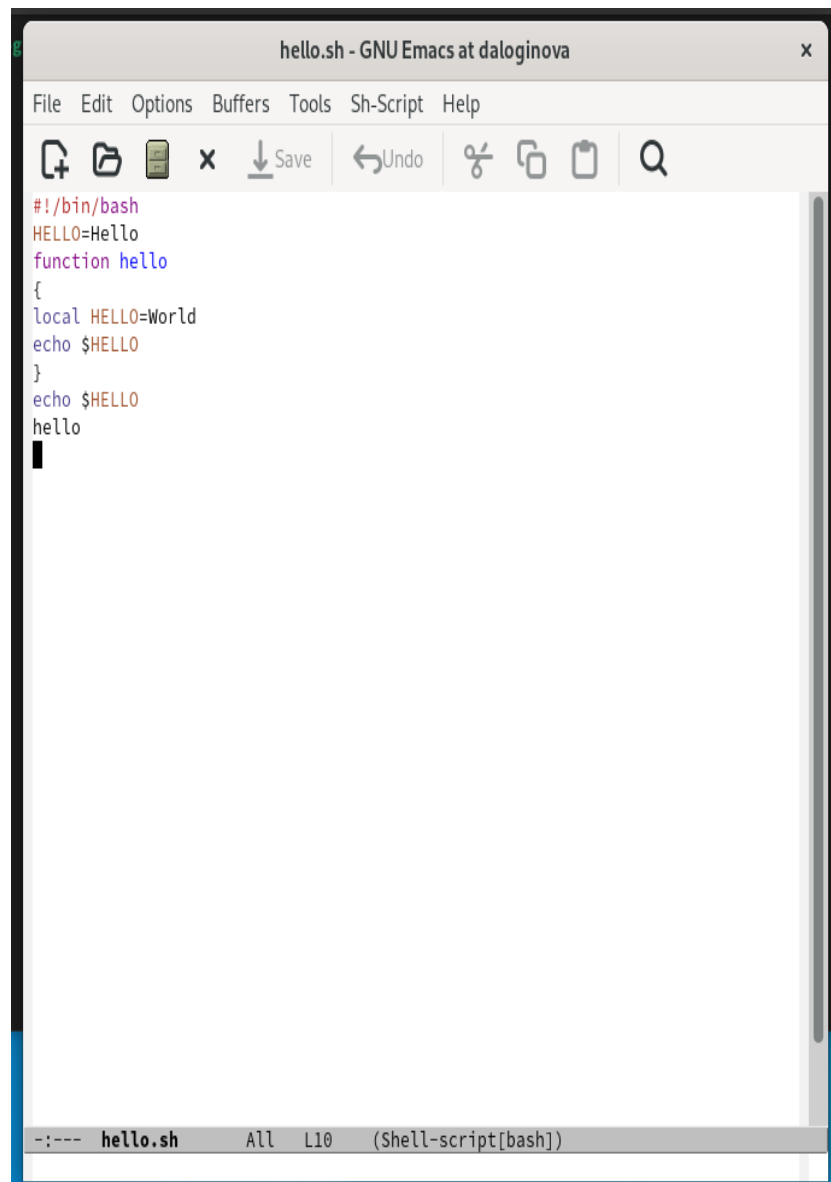 g
hello.sh - GNU Emacs at daloginova x
File Edit Options Buffers Tools Sh-Script Help
Save Undo
#!/bin/bash
HELLO=Hello
function hello
{
local HELLO=World
echo $HELLO
}
echo $HELLO
hello
-:--- hello.sh All L10 (Shell-script[bash])